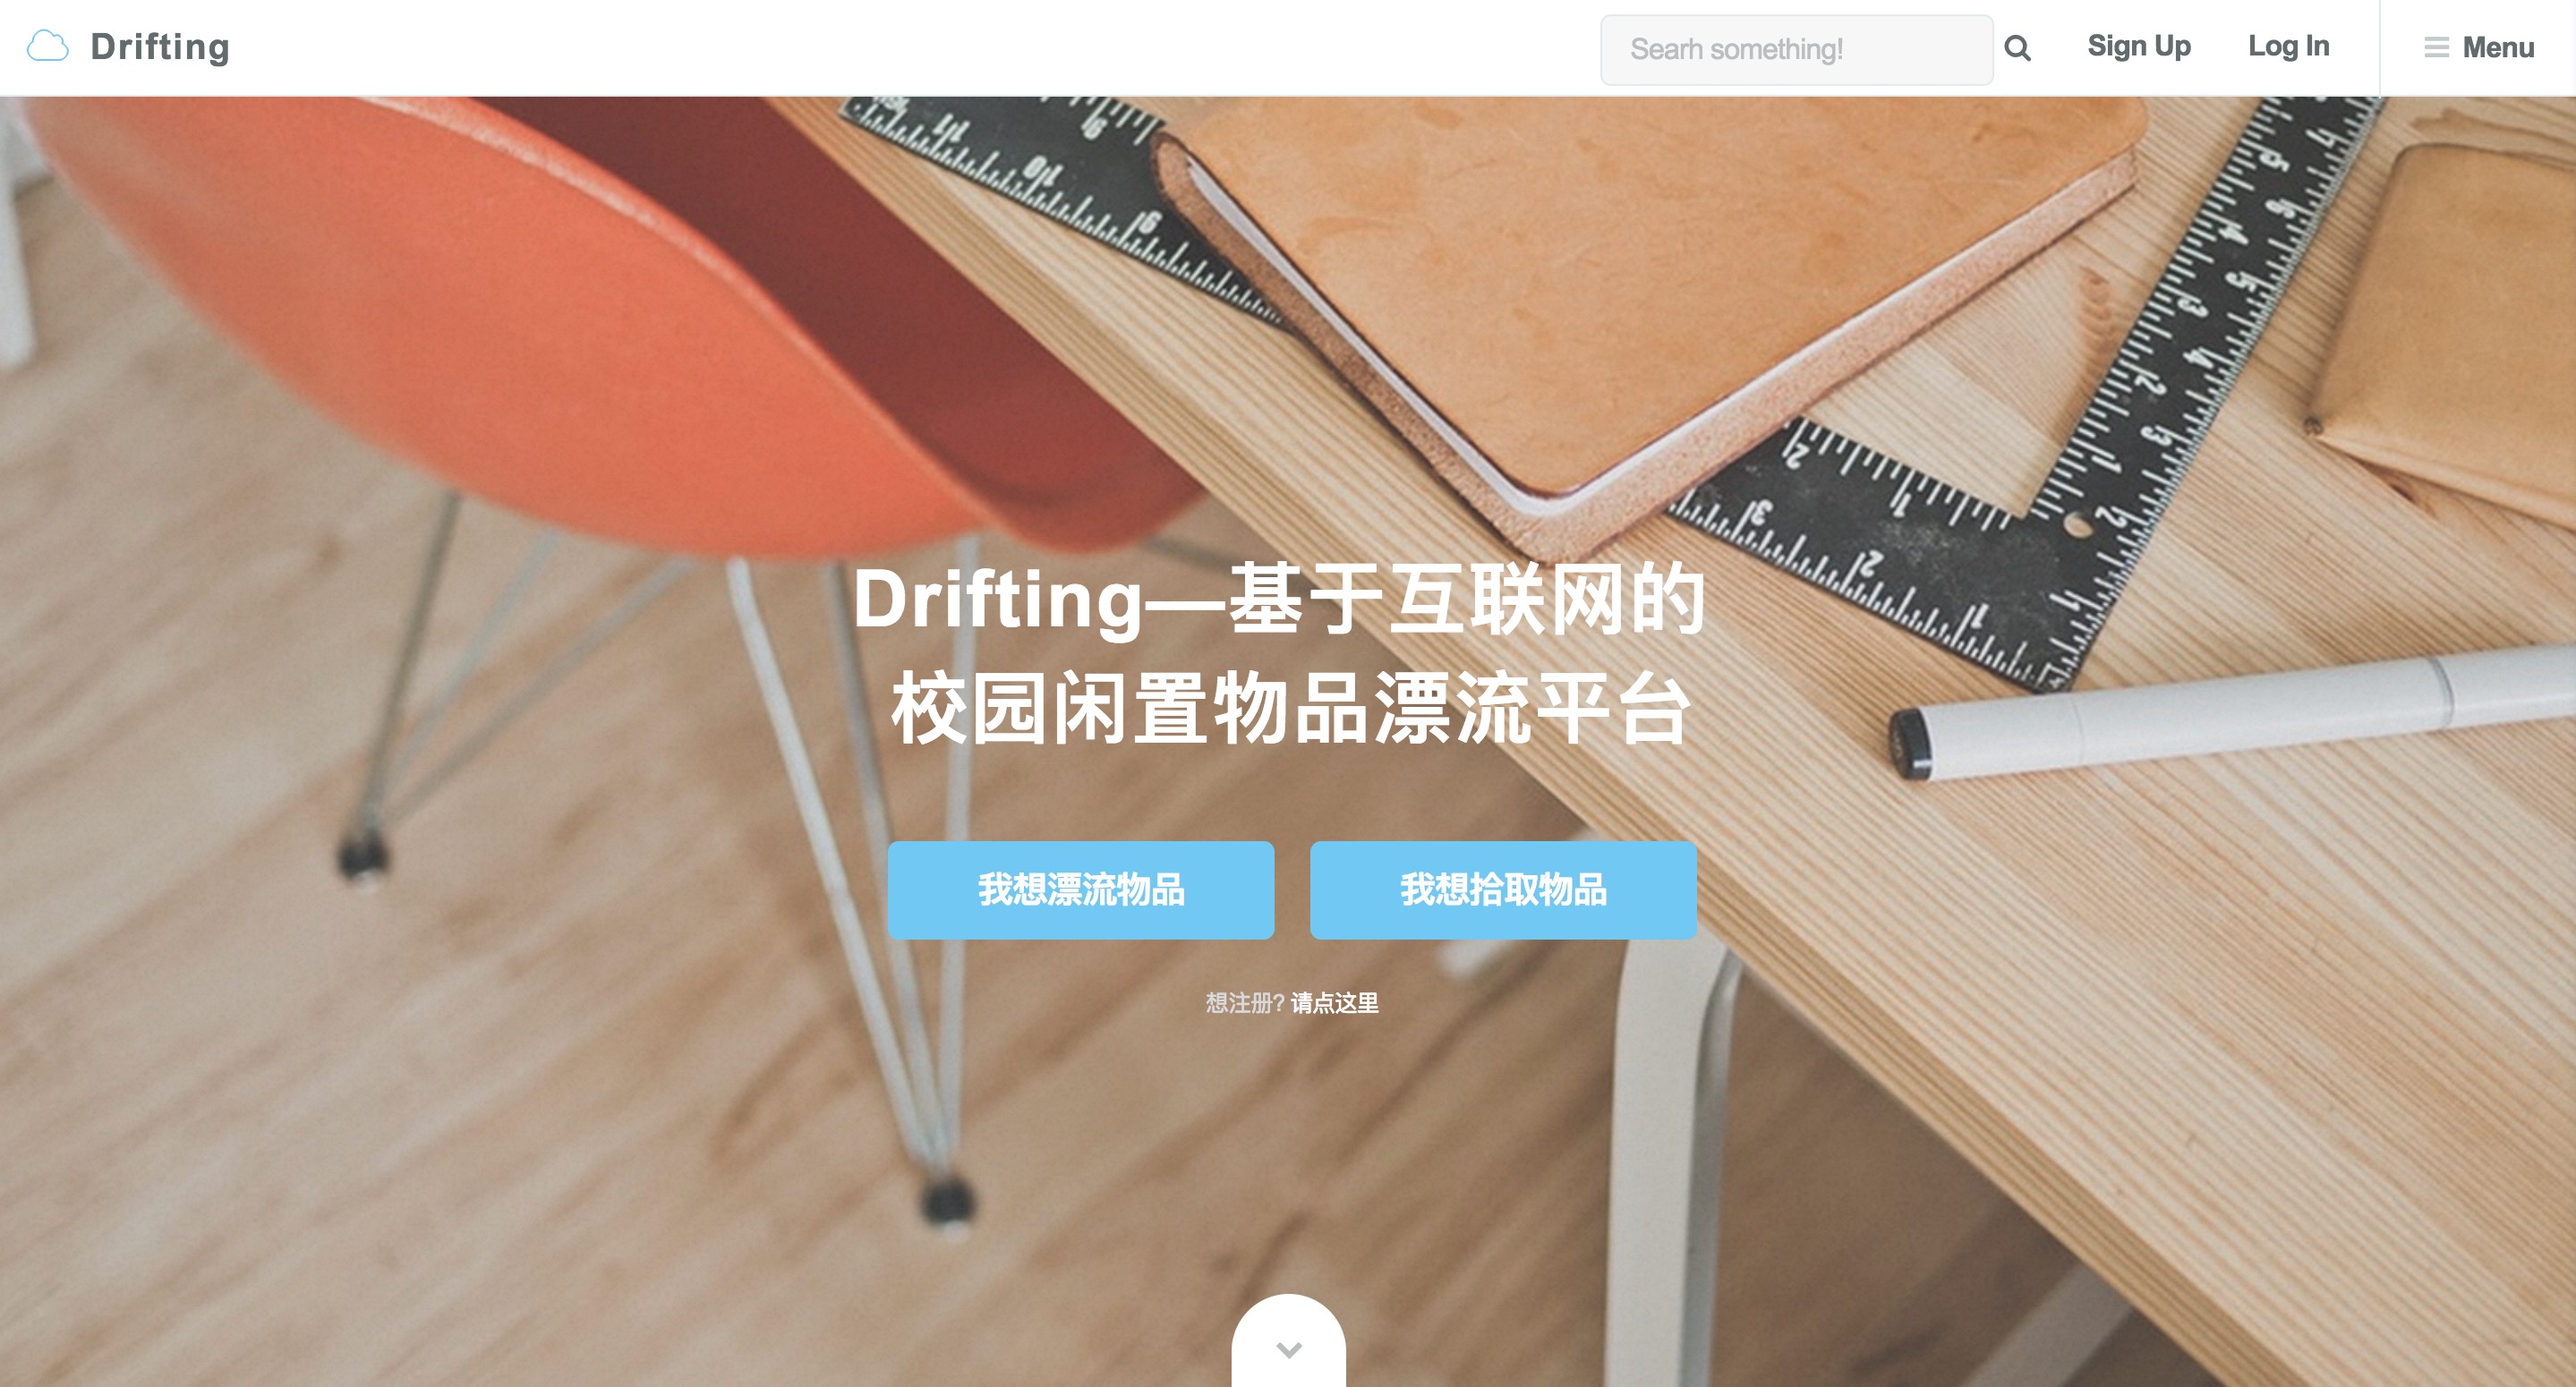 Drifting
Searh something!
Sign Up
Log In
Menu
Drifting—基于互联网的
校园闲置物品漂流平台
我想漂流物品
我想拾取物品
想注册? 请点这里